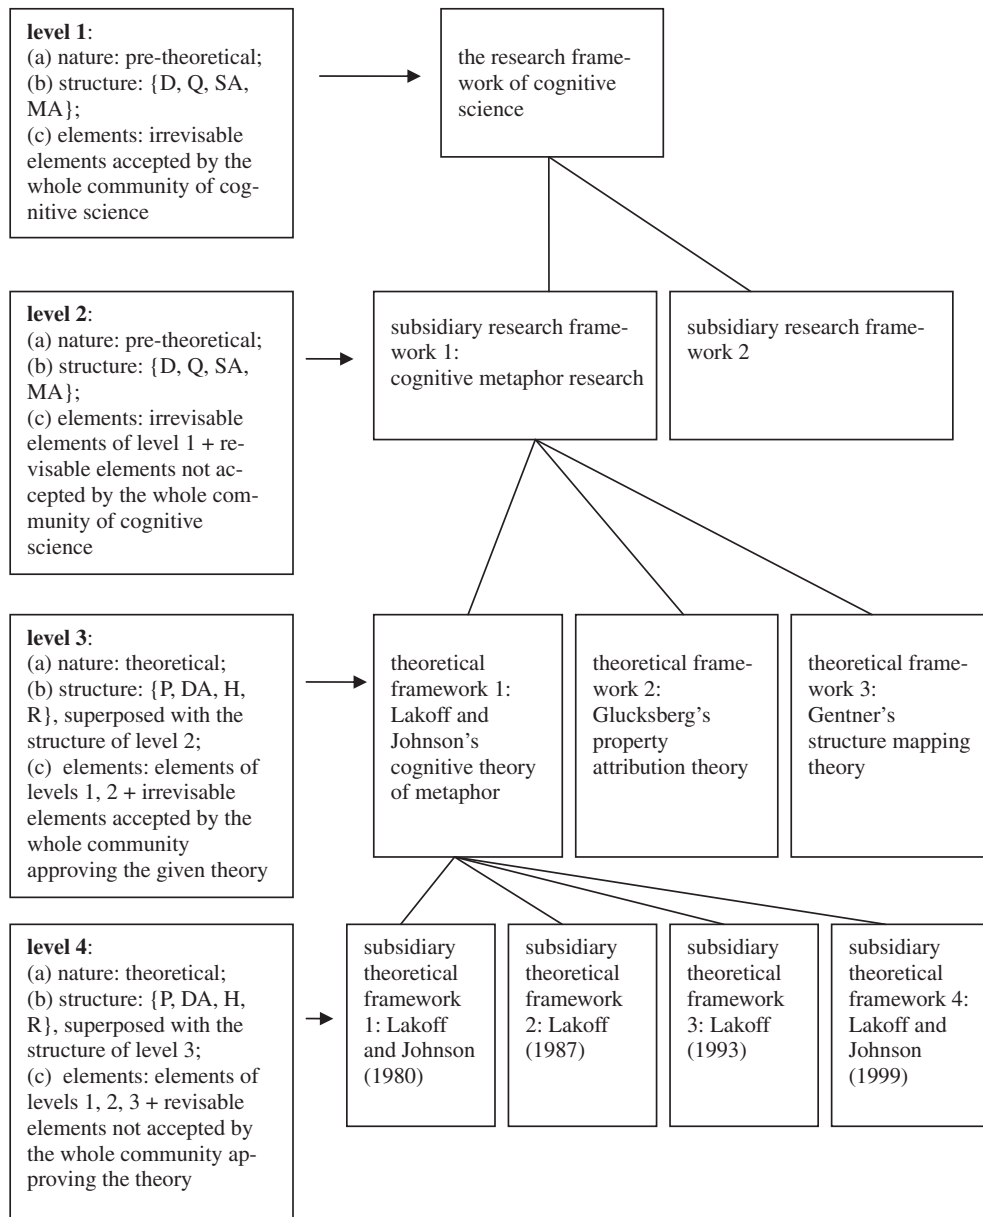 level 1:
(a) nature: pre-theoretical;
(b) structure: {D, Q, SA,
MA};
(c) elements: irrevisable
elements accepted by the
whole community of cog-
nitive science
the research frame-
work of cognitive
science
level 2:
(a) nature: pre-theoretical;
(b) structure: {D, Q, SA,
MA};
(c) elements: irrevisable
elements of level 1 + re-
visable elements not ac-
cepted by the whole com-
munity of cognitive
science
subsidiary research frame-
work 1:
cognitive metaphor research
subsidiary research frame-
work 2
level 3:
(a) nature: theoretical;
(b) structure: {P, DA, H,
R}, superposed with the
structure of level 2;
(c) elements: elements of
levels 1, 2 + irrevisable
elements accepted by the
whole community
approving the given theory
theoretical
framework 1:
Lakoff and
Johnson's
cognitive theory
of metaphor
theoretical frame-
work 2:
Glucksberg's
property
attribution theory
theoretical frame-
work 3:
Gentner's
structure mapping
theory
level 4:
(a) nature: theoretical;
(b) structure: {P, DA, H,
R}, superposed with the
structure of level 3;
(c) elements: elements of
levels 1, 2, 3 + revisable
elements not accepted by
the whole community ap-
proving the theory
subsidiary
theoretical
framework
1: Lakoff
and Johnson
(1980)
subsidiary
theoretical
framework
2: Lakoff
(1987)
subsidiary
theoretical
framework
3: Lakoff
(1993)
subsidiary
theoretical
framework 4:
Lakoff and
Johnson
(1999)